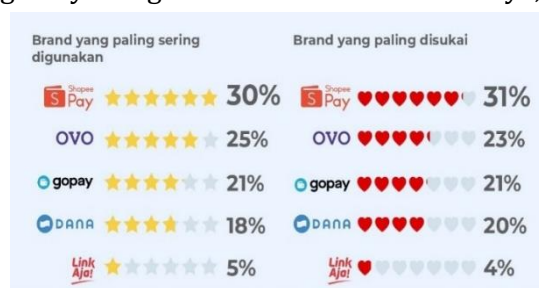 Brand yang paling sering
digunakan
Shopee
Pay 30%
OVO 25%
gopay 21%
DANA 18%
Link
Aja! 5%
Brand yang paling disukai
Shopee
Pay 31%
OVO 23%
gopay 21%
DANA 20%
Link
Aja! 4%